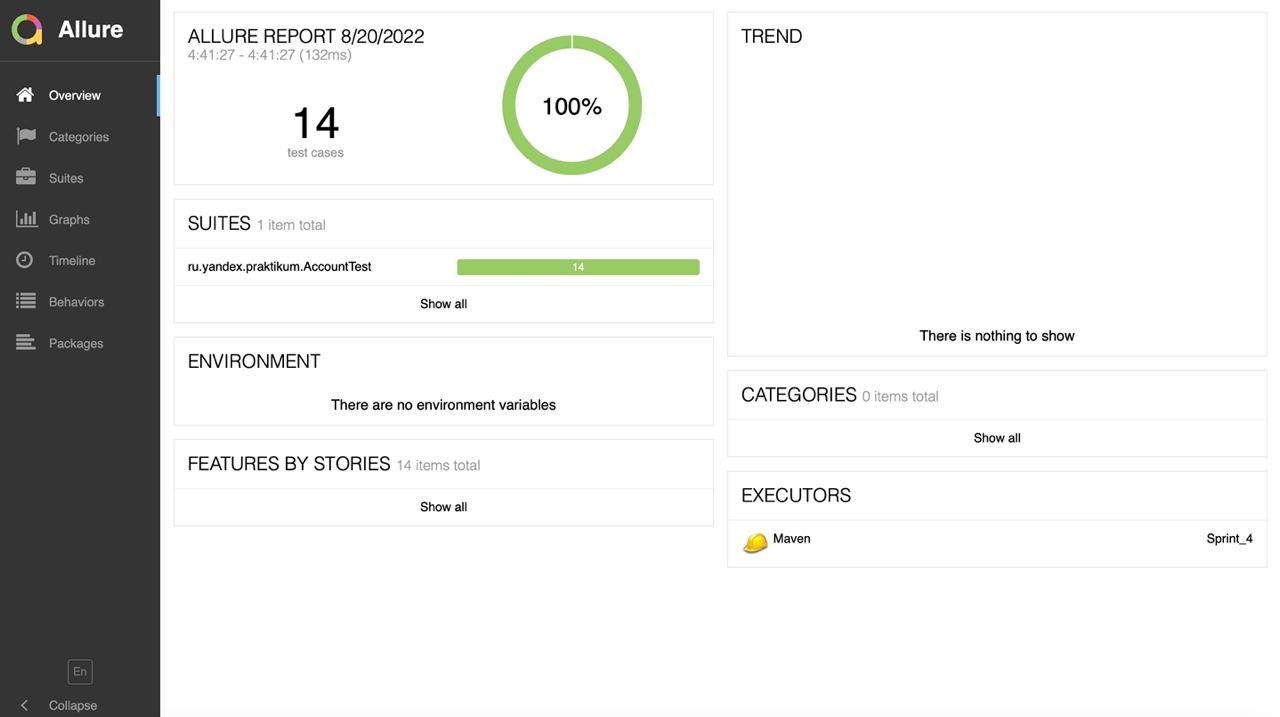 Allure
Overview
Categories
Suites
Graphs
Timeline
Behaviors
Packages
En
Collapse
ALLURE REPORT 8/20/2022
4:41:27 - 4:41:27 (132ms)
14
test cases
100%
SUITES 1 item total
ru.yandex.praktikum.AccountTest 14
Show all
ENVIRONMENT
There are no environment variables
FEATURES BY STORIES 14 items total
Show all
TREND
There is nothing to show
CATEGORIES 0 items total
Show all
EXECUTORS
Maven Sprint_4